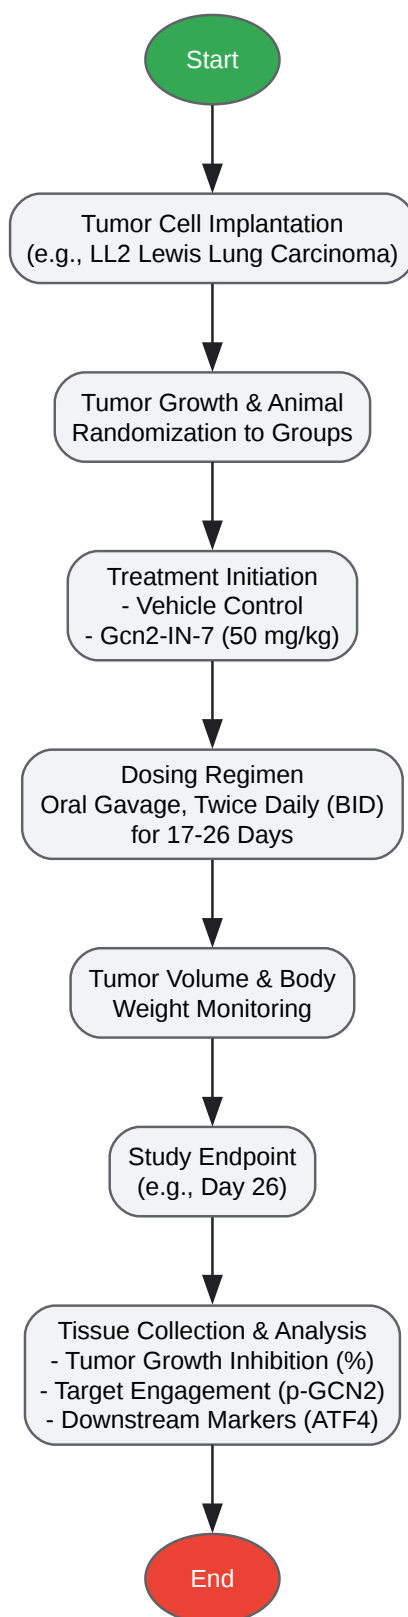 Start
Tumor Cell Implantation
(e.g., LL2 Lewis Lung Carcinoma)
Tumor Growth & Animal
Randomization to Groups
Treatment Initiation
- Vehicle Control
- Gcn2-IN-7 (50 mg/kg)
Dosing Regimen
Oral Gavage, Twice Daily (BID)
for 17-26 Days
Tumor Volume & Body
Weight Monitoring
Study Endpoint
(e.g., Day 26)
Tissue Collection & Analysis
- Tumor Growth Inhibition (%)
- Target Engagement (p-GCN2)
- Downstream Markers (ATF4)
End